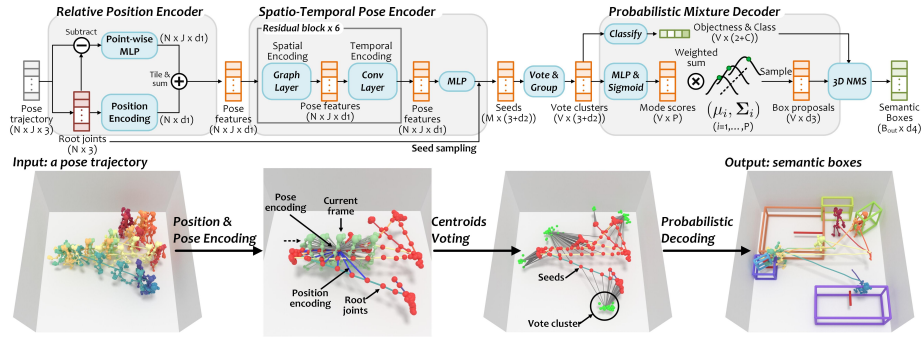 Relative Position Encoder
Spatio-Temporal Pose Encoder
Probabilistic Mixture Decoder
Subtract
Point-wise
MLP
(N x J x d1)
Tile &
sum
Position
Encoding
(N x d1)
Pose
trajectory
(N x J x 3)
Root joints
(N x 3)
Pose
features
(N x J x d1)
Residual block x 6
Spatial
Encoding
Temporal
Encoding
Graph
Layer
Conv
Layer
Pose features
(N x J x d1)
MLP
Pose
features
(N x J x d1)
Seed sampling
Seeds
(M x (3+d2))
Vote &
Group
Vote clusters
(V x (3+d2))
Classify
Objectness & Class
(V x (2+C))
MLP &
Sigmoid
Weighted
sum
Mode scores
(V x P)
(μi, Σi)
(i=1,...,P)
Sample
Box proposals
(V x d3)
3D NMS
Semantic
Boxes
(Bout x d4)
Input: a pose trajectory
Output: semantic boxes
Position &
Pose Encoding
Pose
encoding
Current
frame
Position
encoding
Root
joints
Centroids
Voting
Seeds
Vote cluster
Probabilistic
Decoding